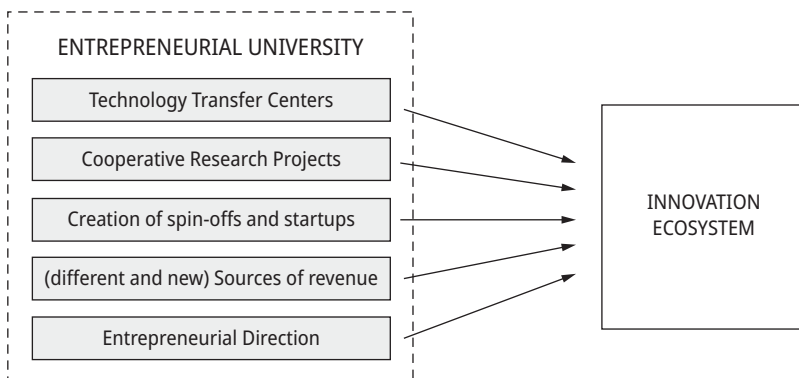 ENTREPRENEURIAL UNIVERSITY
Technology Transfer Centers
Cooperative Research Projects
Creation of spin-offs and startups
(different and new) Sources of revenue
Entrepreneurial Direction
INNOVATION
ECOSYSTEM